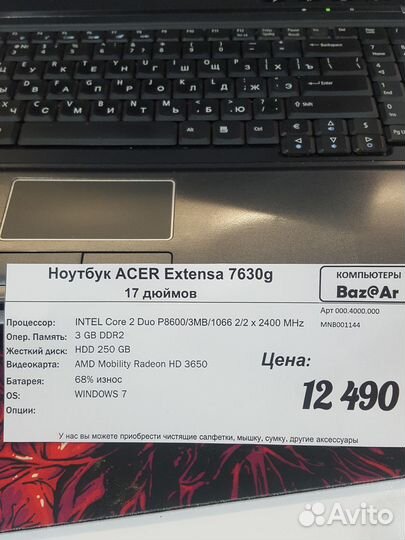 Ноутбук ACER Extensa 7630g
17 дюймов
КОМПЬЮТЕРЫ
Baz@Ar
Арт 000.4000.000
MNB001144
Процессор: INTEL Core 2 Duo P8600/3MB/1066 2/2 x 2400 MHz
Опер. Память: 3 GB DDR2
Жесткий диск: HDD 250 GB
Видеокарта: AMD Mobility Radeon HD 3650
Батарея: 68% износ
OS: WINDOWS 7
Опции:
Цена:
12 490
У нас вы можете приобрести чистящие салфетки, мышку, сумку, другие аксессуары
Avito